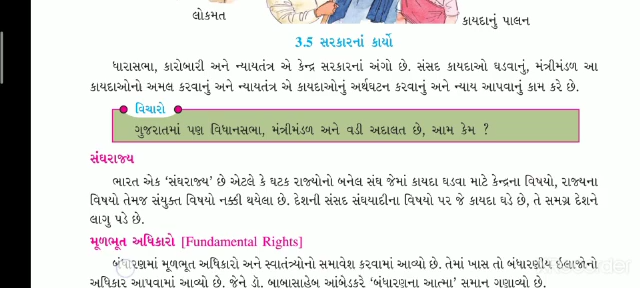 લોકમત
કાયદાનું પાલન
3.5 સરકારનાં કાર્યો
ધારાસભા, કારોબારી અને ન્યાયતંત્ર એ કેન્દ્ર સરકારનાં અંગો છે. સંસદ કાયદાઓ ઘડવાનું, મંત્રીમંડળ આ
કાયદાઓનો અમલ કરવાનું અને ન્યાયતંત્ર એ કાયદાઓનું અર્થઘટન કરવાનું અને ન્યાય આપવાનું કામ કરે છે.
વિચારો
ગુજરાતમાં પણ વિધાનસભા, મંત્રીમંડળ અને વડી અદાલત છે, આમ કેમ ?
સંઘરાજ્ય
ભારત એક ‘સંઘરાજ્ય’ છે એટલે કે ઘટક રાજ્યોનો બનેલ સંઘ જેમાં કાયદા ઘડવા માટે કેન્દ્રના વિષયો, રાજ્યના
વિષયો તેમજ સંયુક્ત વિષયો નક્કી થયેલા છે. દેશની સંસદ સંઘયાદીના વિષયો પર જે કાયદા ઘડે છે, તે સમગ્ર દેશને
લાગુ પડે છે.
મૂળભૂત અધિકારો [Fundamental Rights]
બંધારણમાં મૂળભૂત અધિકારો અને સ્વાતંત્ર્યોનો સમાવેશ કરવામાં આવ્યો છે. તેમાં ખાસ તો બંધારણીય ઈલાજોનો
અધિકાર આપવામાં આવ્યો છે. જેને ડૉ. બાબાસાહેબ આંબેડકરે ‘બંધારણના આત્મા’ સમાન ગણાવ્યો છે.